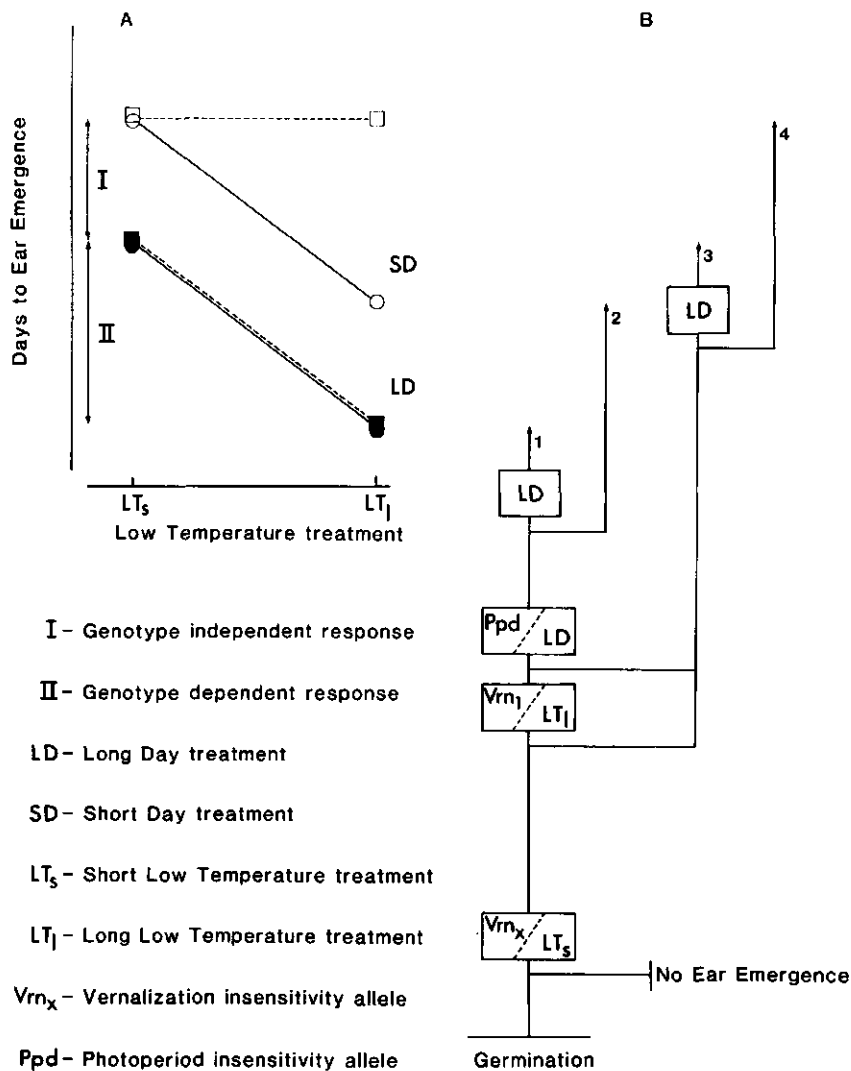 A
B
Days to Ear Emergence
I
II
SD
LD
LTs
LTl
Low Temperature treatment
I - Genotype independent response
II - Genotype dependent response
LD - Long Day treatment
SD - Short Day treatment
LTs - Short Low Temperature treatment
LTl - Long Low Temperature treatment
Vrnx - Vernalization insensitivity allele
Ppd - Photoperiod insensitivity allele
4
3
LD
2
1
LD
Ppd LD
Vrn1 LTl
Vrnx LTs
No Ear Emergence
Germination